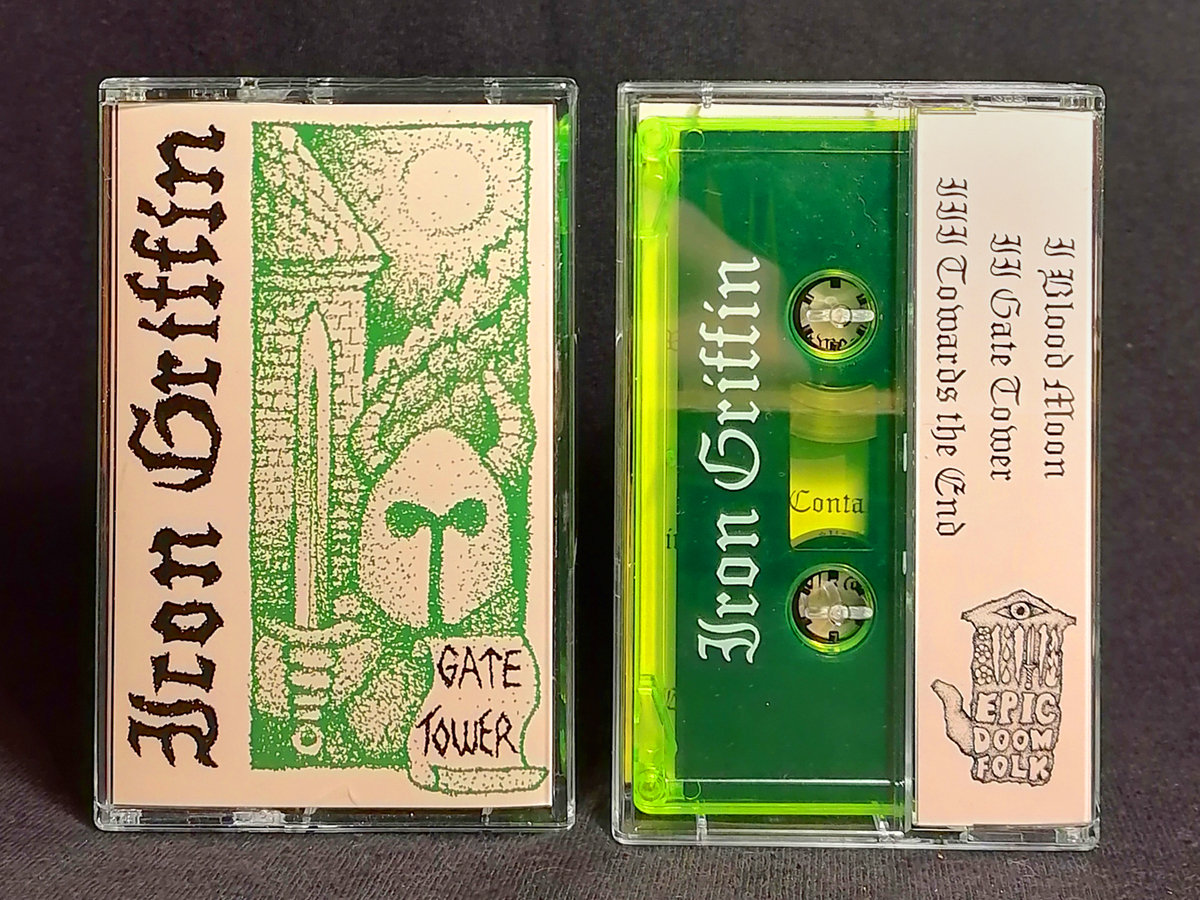 Iron Griffin
GATE
TOWER
Iron Griffin
Conta
I Blood Moon
II Gate Tower
III Towards the End
EPIC
DOOM
FOLK